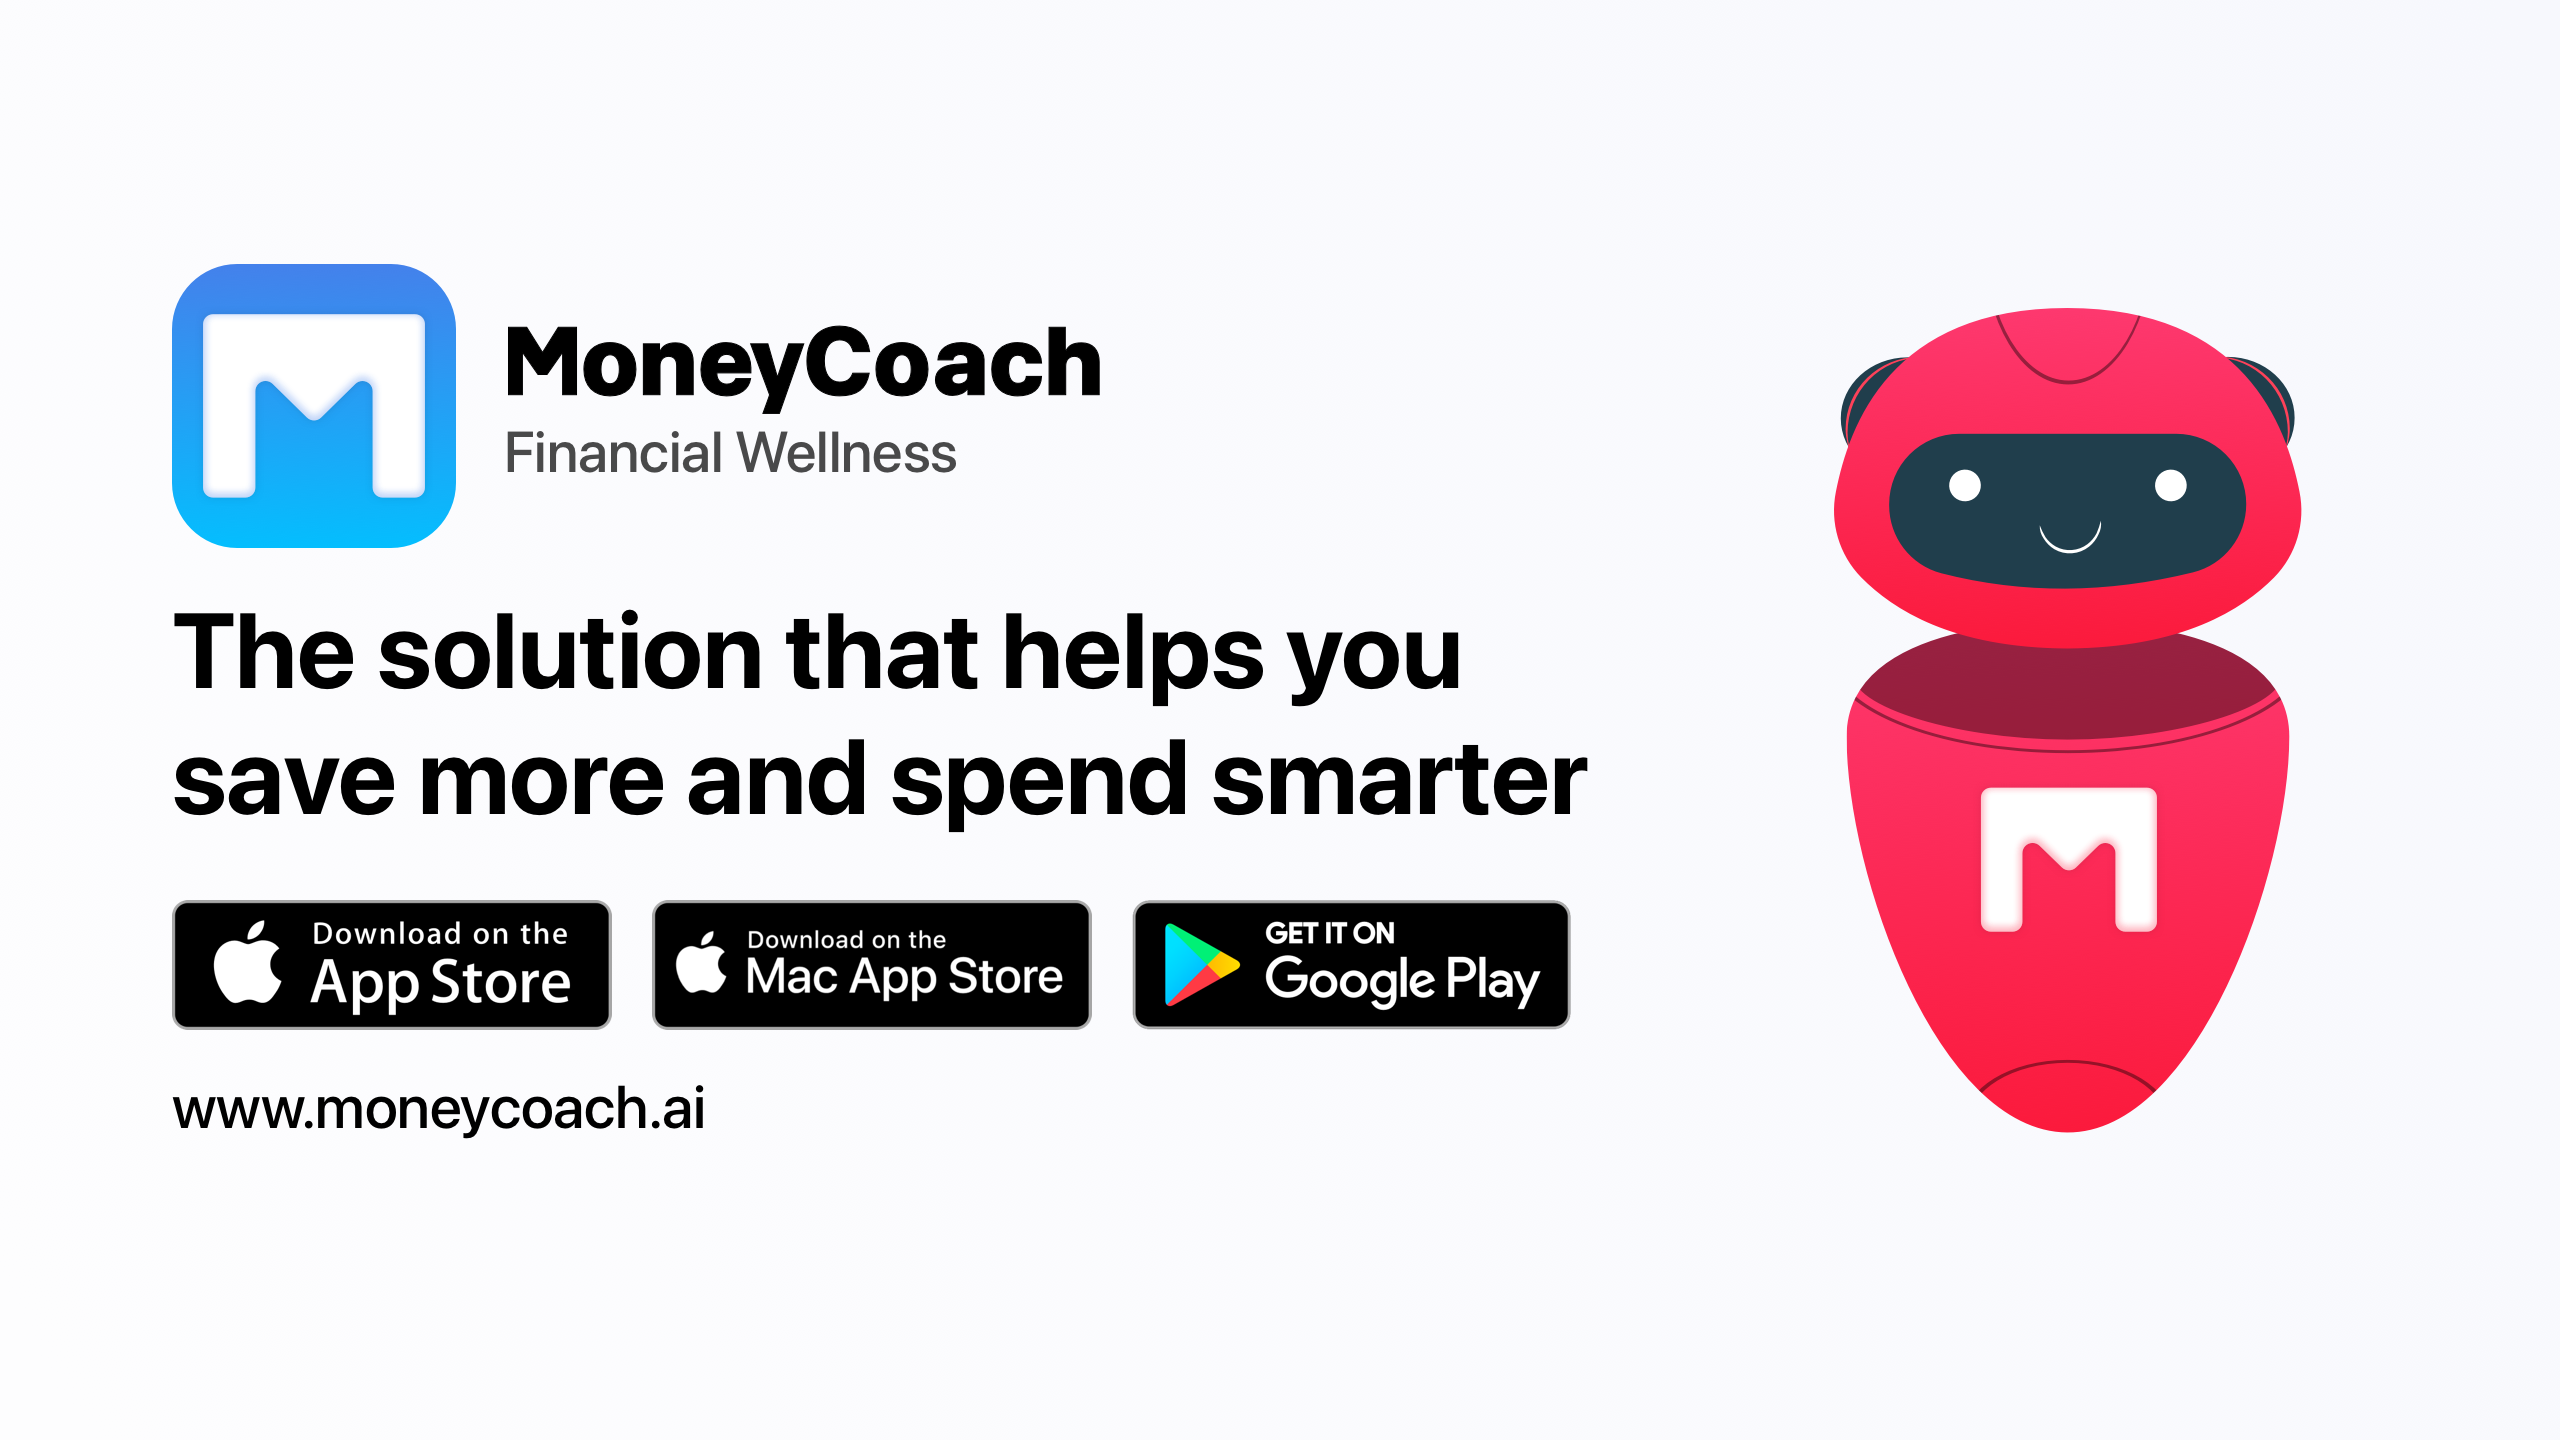 M
MoneyCoach
Financial Wellness
The solution that helps you
save more and spend smarter
Download on the
App Store
Download on the
Mac App Store
GET IT ON
Google Play
www.moneycoach.ai
M